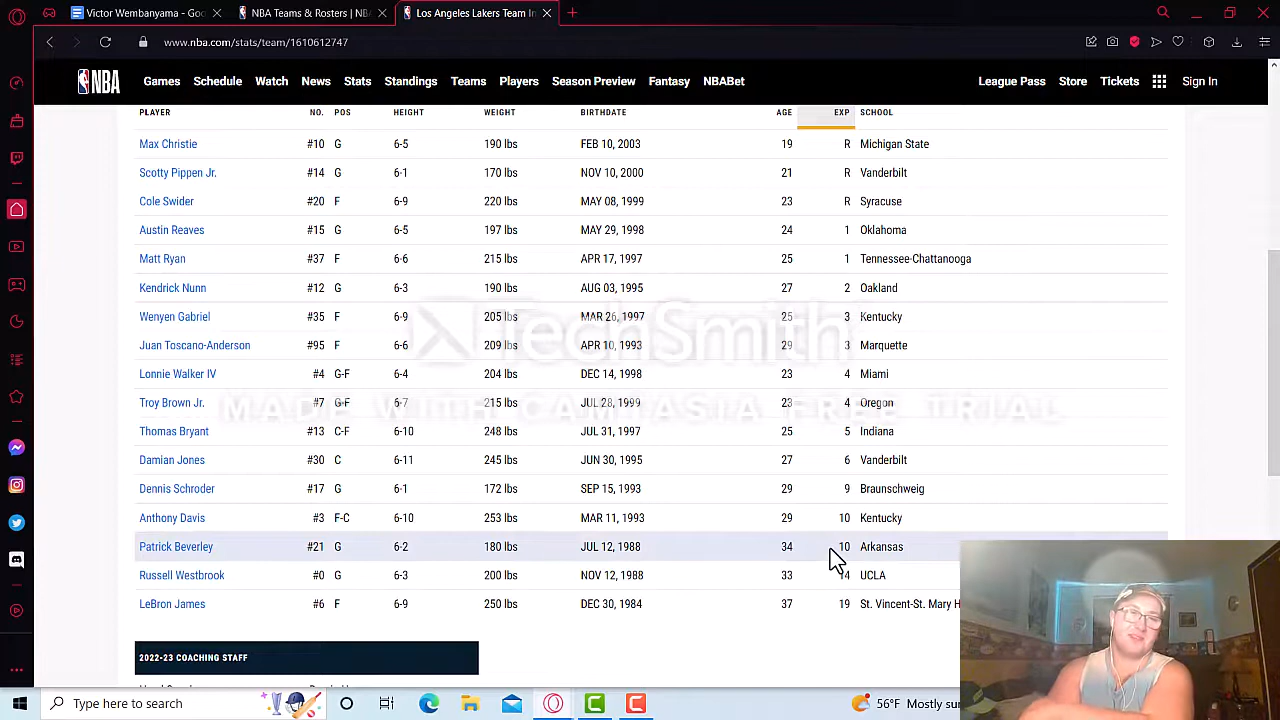 Victor Wembanyama - Goo
NBA Teams & Rosters | NB
Los Angeles Lakers Team In
www.nba.com/stats/team/1610612747
NBA Games Schedule Watch News Stats Standings Teams Players Season Preview Fantasy NBABet League Pass Store Tickets Sign In
PLAYER NO. POS HEIGHT WEIGHT BIRTHDATE AGE EXP SCHOOL
Max Christie #10 G 6-5 190 lbs FEB 10, 2003 19 R Michigan State
Scotty Pippen Jr. #14 G 6-1 170 lbs NOV 10, 2000 21 R Vanderbilt
Cole Swider #20 F 6-9 220 lbs MAY 08, 1999 23 R Syracuse
Austin Reaves #15 G 6-5 197 lbs MAY 29, 1998 24 1 Oklahoma
Matt Ryan #37 F 6-6 215 lbs APR 17, 1997 25 1 Tennessee-Chattanooga
Kendrick Nunn #12 G 6-3 190 lbs AUG 03, 1995 27 2 Oakland
Wenyen Gabriel #35 F 6-9 205 lbs MAR 26, 1997 25 3 Kentucky
TechSmith
Juan Toscano-Anderson #95 F 6-6 209 lbs APR 10, 1993 29 3 Marquette
Lonnie Walker IV #4 G-F 6-4 204 lbs DEC 14, 1998 23 4 Miami
Troy Brown Jr. #7 G-F 6-7 215 lbs JUL 28, 1999 23 4 Oregon
MADE WITH CAMTASIA FREE TRIAL
Thomas Bryant #13 C-F 6-10 248 lbs JUL 31, 1997 25 5 Indiana
Damian Jones #30 C 6-11 245 lbs JUN 30, 1995 27 6 Vanderbilt
Dennis Schroder #17 G 6-1 172 lbs SEP 15, 1993 29 9 Braunschweig
Anthony Davis #3 F-C 6-10 253 lbs MAR 11, 1993 29 10 Kentucky
Patrick Beverley #21 G 6-2 180 lbs JUL 12, 1988 34 10 Arkansas
Russell Westbrook #0 G 6-3 200 lbs NOV 12, 1988 33 14 UCLA
LeBron James #6 F 6-9 250 lbs DEC 30, 1984 37 19 St. Vincent-St. Mary H
2022-23 COACHING STAFF
Type here to search
56°F Mostly su